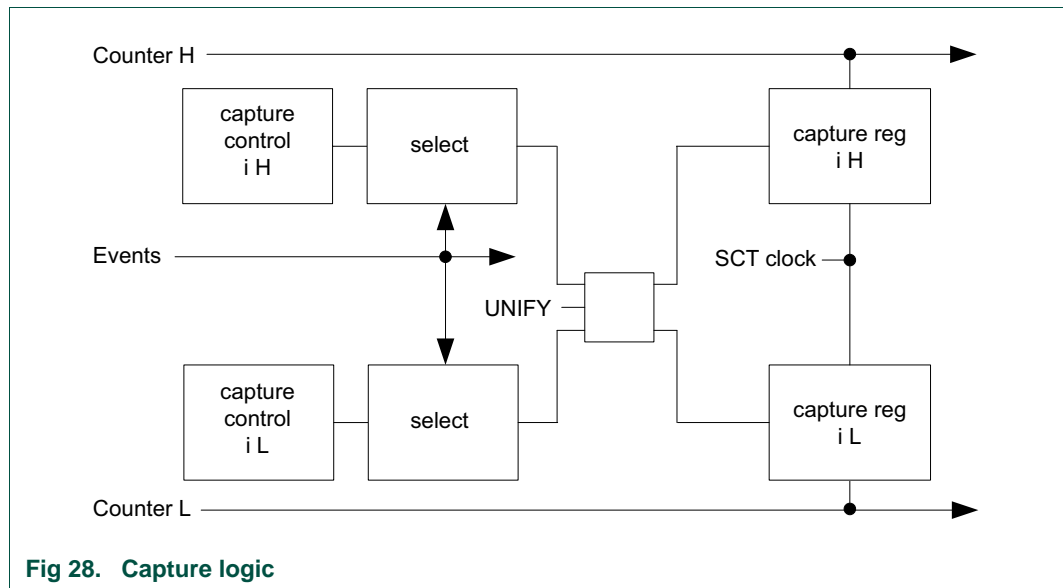 Counter H
capture
control
i H
select
capture reg
i H
Events
SCT clock
UNIFY
capture
control
i L
select
capture reg
i L
Counter L
Fig 28. Capture logic